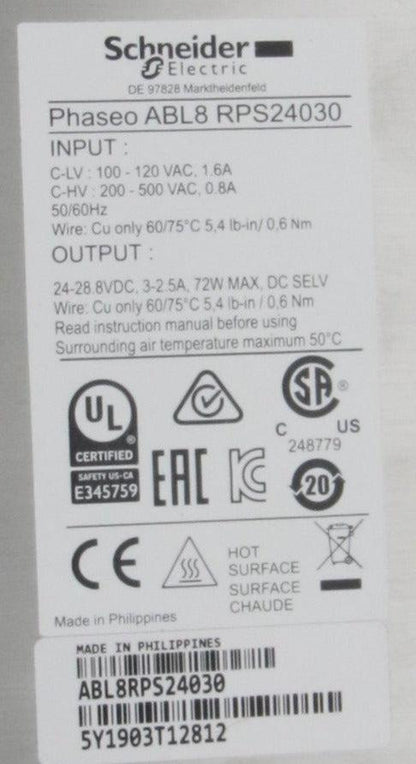 Schneider
Electric
DE 97828 Marktheidenfeld
Phaseo ABL8 RPS24030
INPUT :
C-LV : 100 - 120 VAC, 1.6A
C-HV : 200 - 500 VAC, 0.8A
50/60Hz
Wire: Cu only 60/75°C 5,4 lb-in/ 0,6 Nm
OUTPUT :
24-28.8VDC, 3-2.5A, 72W MAX, DC SELV
Wire: Cu only 60/75°C 5,4 lb-in / 0,6 Nm
Read instruction manual before using
Surrounding air temperature maximum 50°C
UL
®
CERTIFIED
SAFETY US-CA
E345759
SA ®
C US
248779
EAC
KC
20
CE
HOT
SURFACE
SURFACE
CHAUDE
Made in Philippines
MADE IN PHILIPPINES
ABL8RPS24030
5Y1903T12812